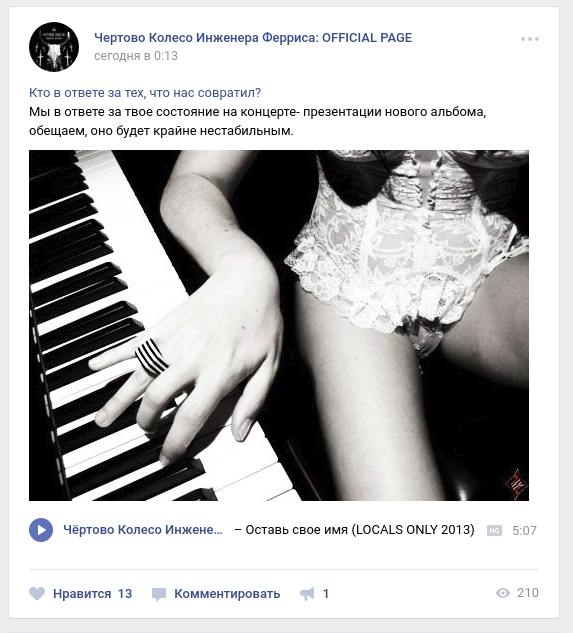 Чертово Колесо Инженера Ферриса: OFFICIAL PAGE
сегодня в 0:13
Кто в ответе за тех, что нас совратил?
Мы в ответе за твое состояние на концерте- презентации нового альбома,
обещаем, оно будет крайне нестабильным.
Чёртово Колесо Инжене... – Оставь свое имя (LOCALS ONLY 2013) HQ 5:07
Нравится 13 Комментировать 1 210